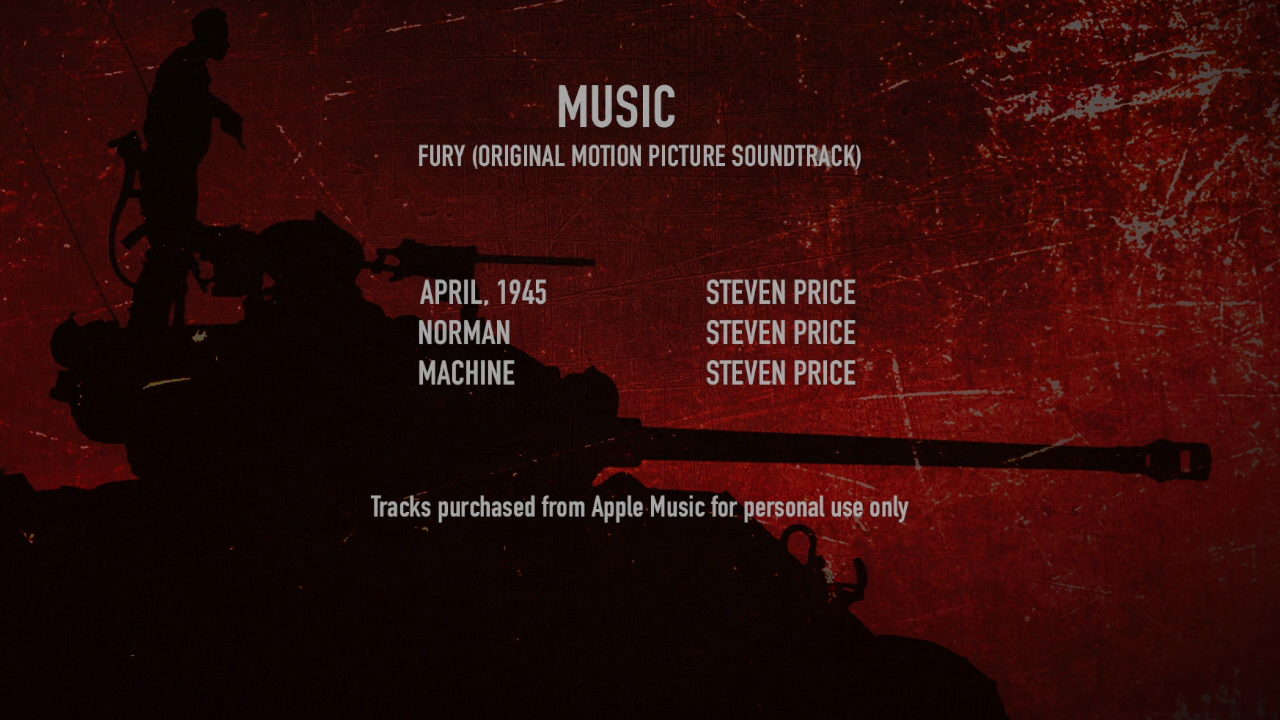 MUSIC
FURY (ORIGINAL MOTION PICTURE SOUNDTRACK)
APRIL, 1945 STEVEN PRICE
NORMAN STEVEN PRICE
MACHINE STEVEN PRICE
Tracks purchased from Apple Music for personal use only